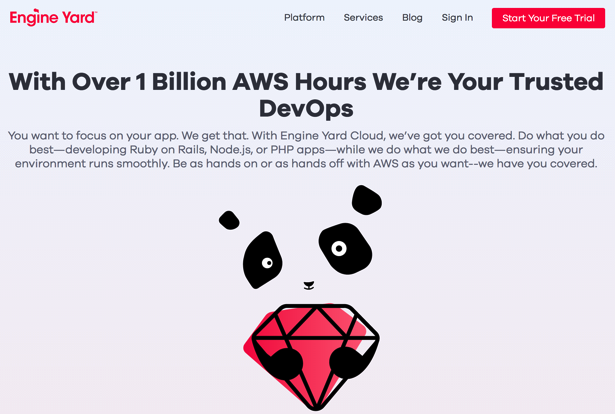 Engine Yard
Platform Services Blog Sign In Start Your Free Trial
With Over 1 Billion AWS Hours We’re Your Trusted
DevOps
You want to focus on your app. We get that. With Engine Yard Cloud, we’ve got you covered. Do what you do
best—developing Ruby on Rails, Node.js, or PHP apps—while we do what we do best—ensuring your
environment runs smoothly. Be as hands on or as hands off with AWS as you want--we have you covered.